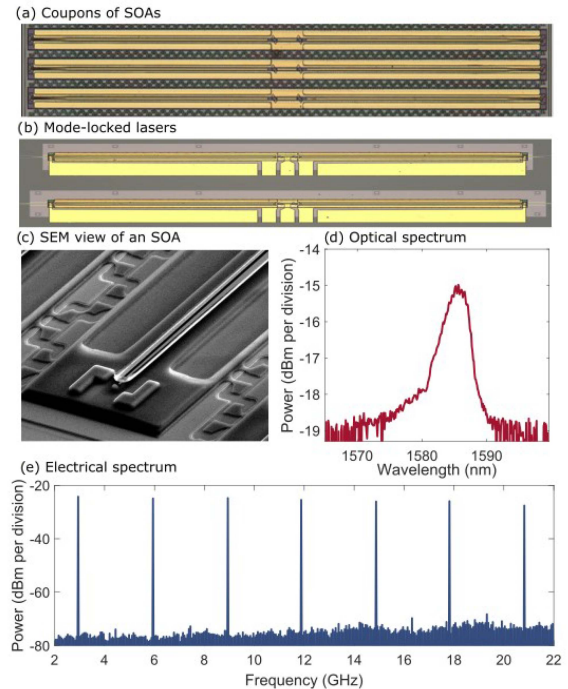 (a) Coupons of SOAs
(b) Mode-locked lasers
(c) SEM view of an SOA
(d) Optical spectrum
-14
-15
-16
-17
-18
-19
Power (dBm per division)
1570 1580 1590
Wavelength (nm)
(e) Electrical spectrum
-20
-40
-60
-80
Power (dBm per division)
2 4 6 8 10 12 14 16 18 20 22
Frequency (GHz)